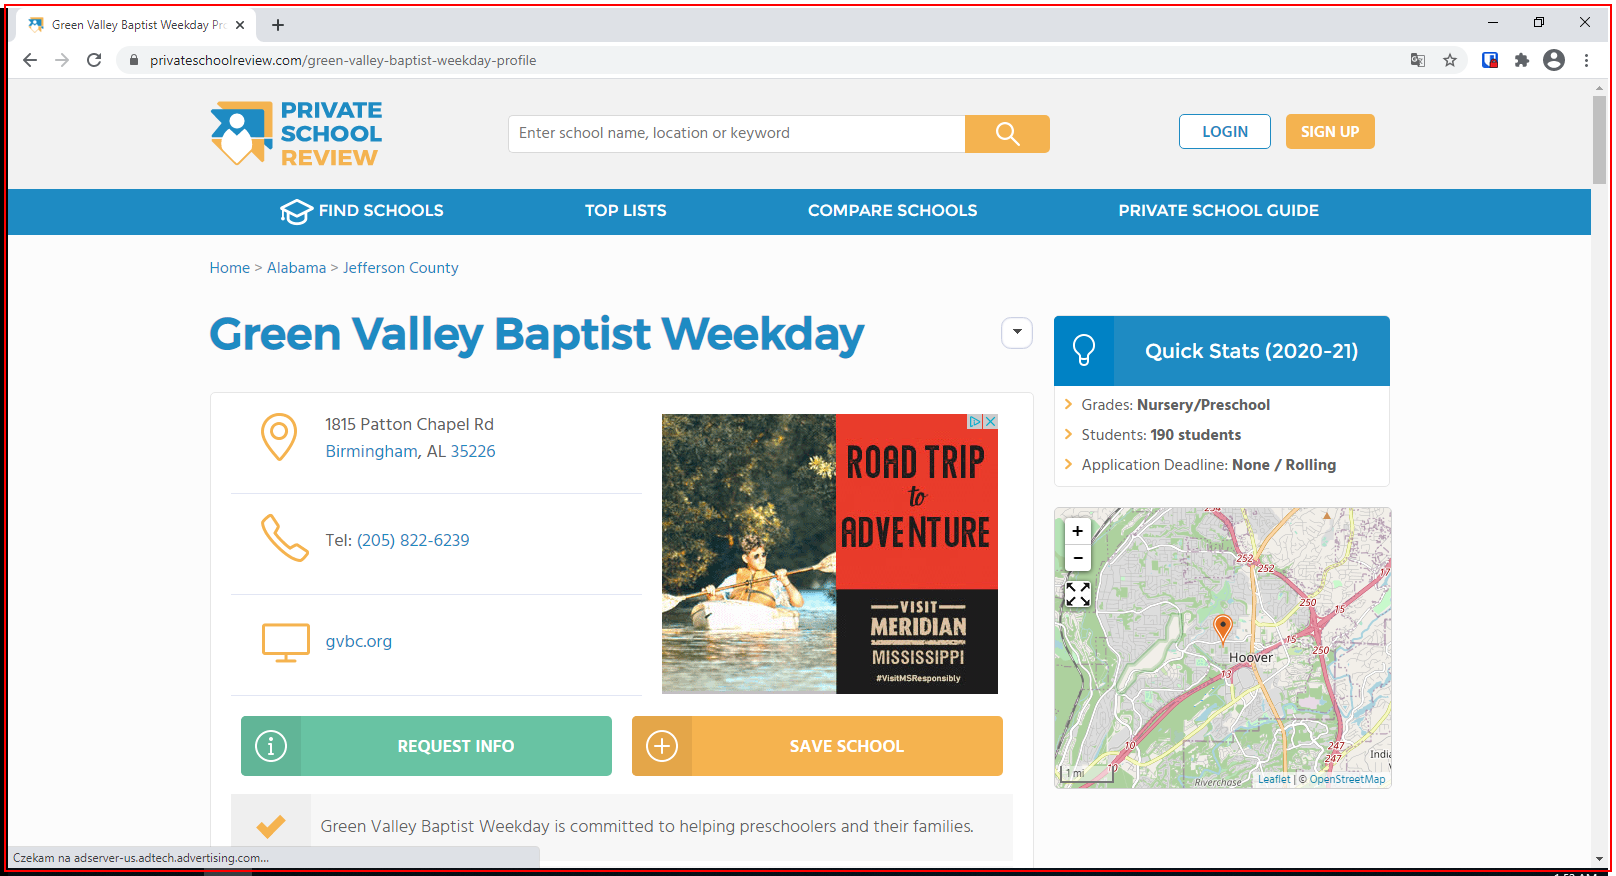 Green Valley Baptist Weekday Pro
privateschoolreview.com/green-valley-baptist-weekday-profile
PRIVATE
SCHOOL
REVIEW
Enter school name, location or keyword
LOGIN
SIGN UP
FIND SCHOOLS
TOP LISTS
COMPARE SCHOOLS
PRIVATE SCHOOL GUIDE
Home > Alabama > Jefferson County
Green Valley Baptist Weekday
1815 Patton Chapel Rd
Birmingham, AL 35226
Tel: (205) 822-6239
gvbc.org
ROAD TRIP
to
ADVENTURE
VISIT
MERIDIAN
MISSISSIPPI
#VisitMSResponsibly
REQUEST INFO
SAVE SCHOOL
Green Valley Baptist Weekday is committed to helping preschoolers and their families.
Quick Stats (2020-21)
Grades: Nursery/Preschool
Students: 190 students
Application Deadline: None / Rolling
+
-
252
252
250
15
17
15
250
Hoover
13
10
10
247
247
India
Riverchase
1 mi
Leaflet | © OpenStreetMap
Czekam na adserver-us.adtech.advertising.com...